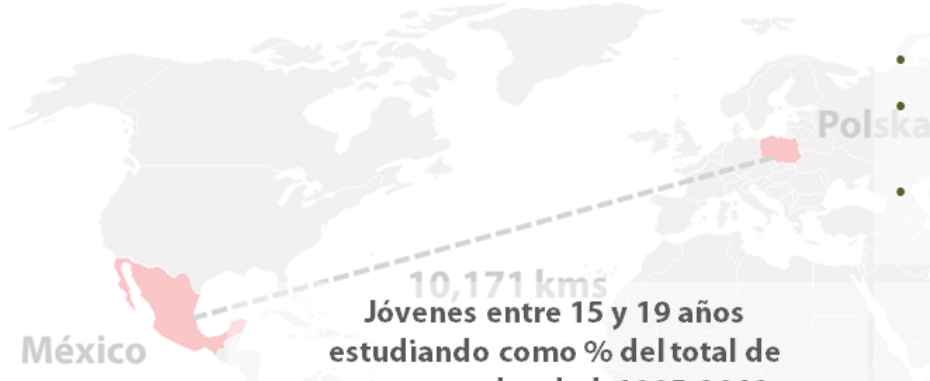 Polska
10,171 kms
Jóvenes entre 15 y 19 años
México
estudiando como % del total de